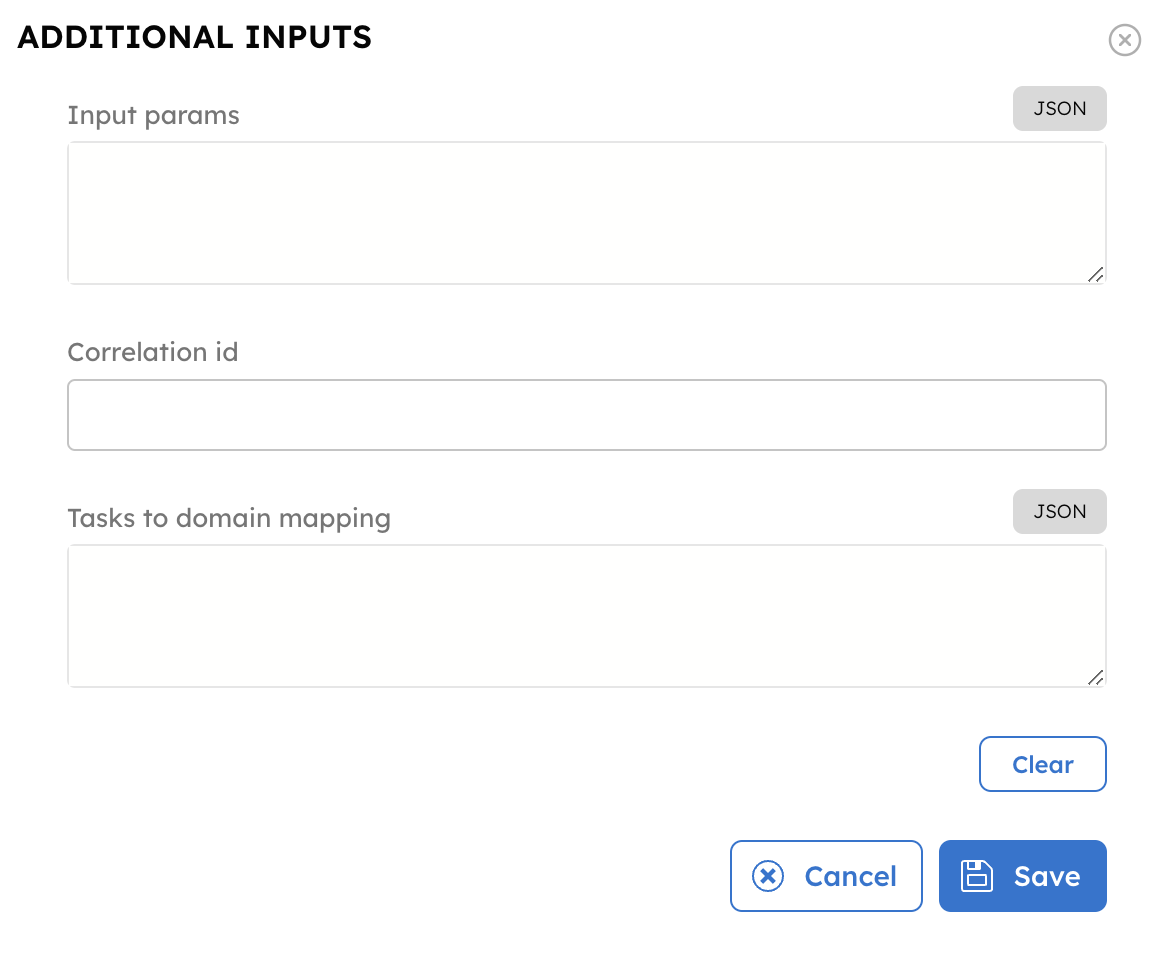 ADDITIONAL INPUTS
Input params
JSON
Correlation id
Tasks to domain mapping
JSON
Clear
Cancel
Save